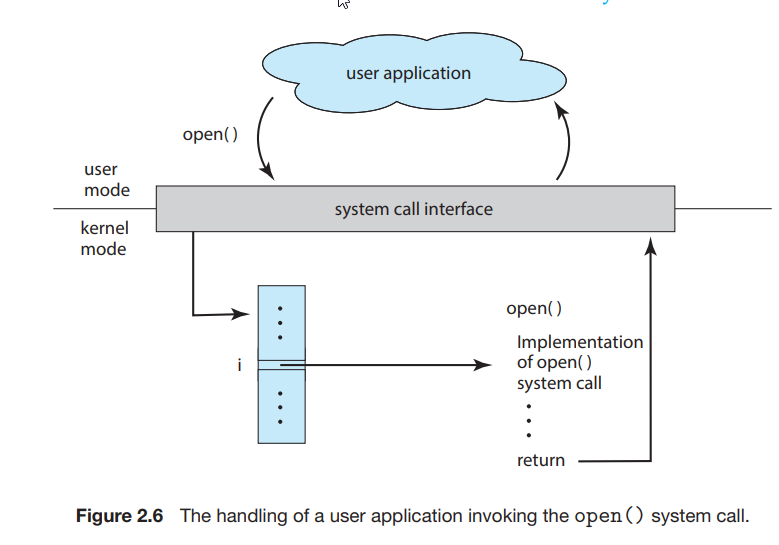 user application
open( )
user
mode
system call interface
kernel
mode
open( )
i
Implementation
of open( )
system call
return
Figure 2.6 The handling of a user application invoking the open() system call.